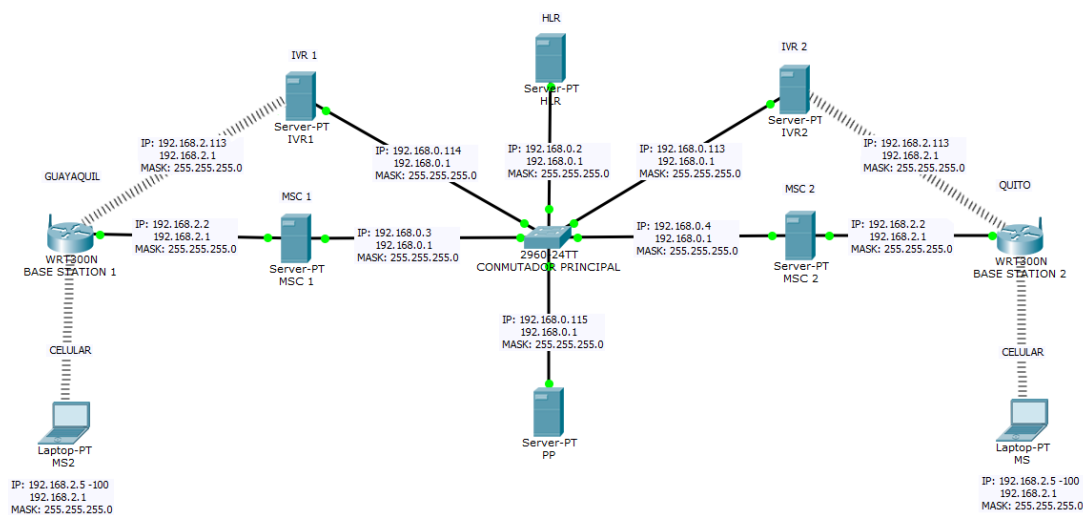 HLR
IVR 1
IVR 2
Server-PT
HLR
Server-PT
IVR1
Server-PT
IVR2
IP: 192.168.2.113
192.168.2.1
MASK: 255.255.255.0
IP: 192.168.0.114
192.168.0.1
MASK: 255.255.255.0
IP: 192.168.0.2
192.168.0.1
MASK: 255.255.255.0
IP: 192.168.0.113
192.168.0.1
MASK: 255.255.255.0
IP: 192.168.2.113
192.168.2.1
MASK: 255.255.255.0
GUAYAQUIL
MSC 1
MSC 2
QUITO
IP: 192.168.2.2
192.168.2.1
MASK: 255.255.255.0
IP: 192.168.0.3
192.168.0.1
MASK: 255.255.255.0
IP: 192.168.0.4
192.168.0.1
MASK: 255.255.255.0
IP: 192.168.2.2
192.168.2.1
MASK: 255.255.255.0
WRT300N
BASE STATION 1
Server-PT
MSC 1
2960-24TT
CONMUTADOR PRINCIPAL
Server-PT
MSC 2
WRT300N
BASE STATION 2
IP: 192.168.0.115
192.168.0.1
MASK: 255.255.255.0
CELULAR
CELULAR
Laptop-PT
MS2
Server-PT
PP
Laptop-PT
MS
IP: 192.168.2.5 -100
192.168.2.1
MASK: 255.255.255.0
IP: 192.168.2.5 -100
192.168.2.1
MASK: 255.255.255.0